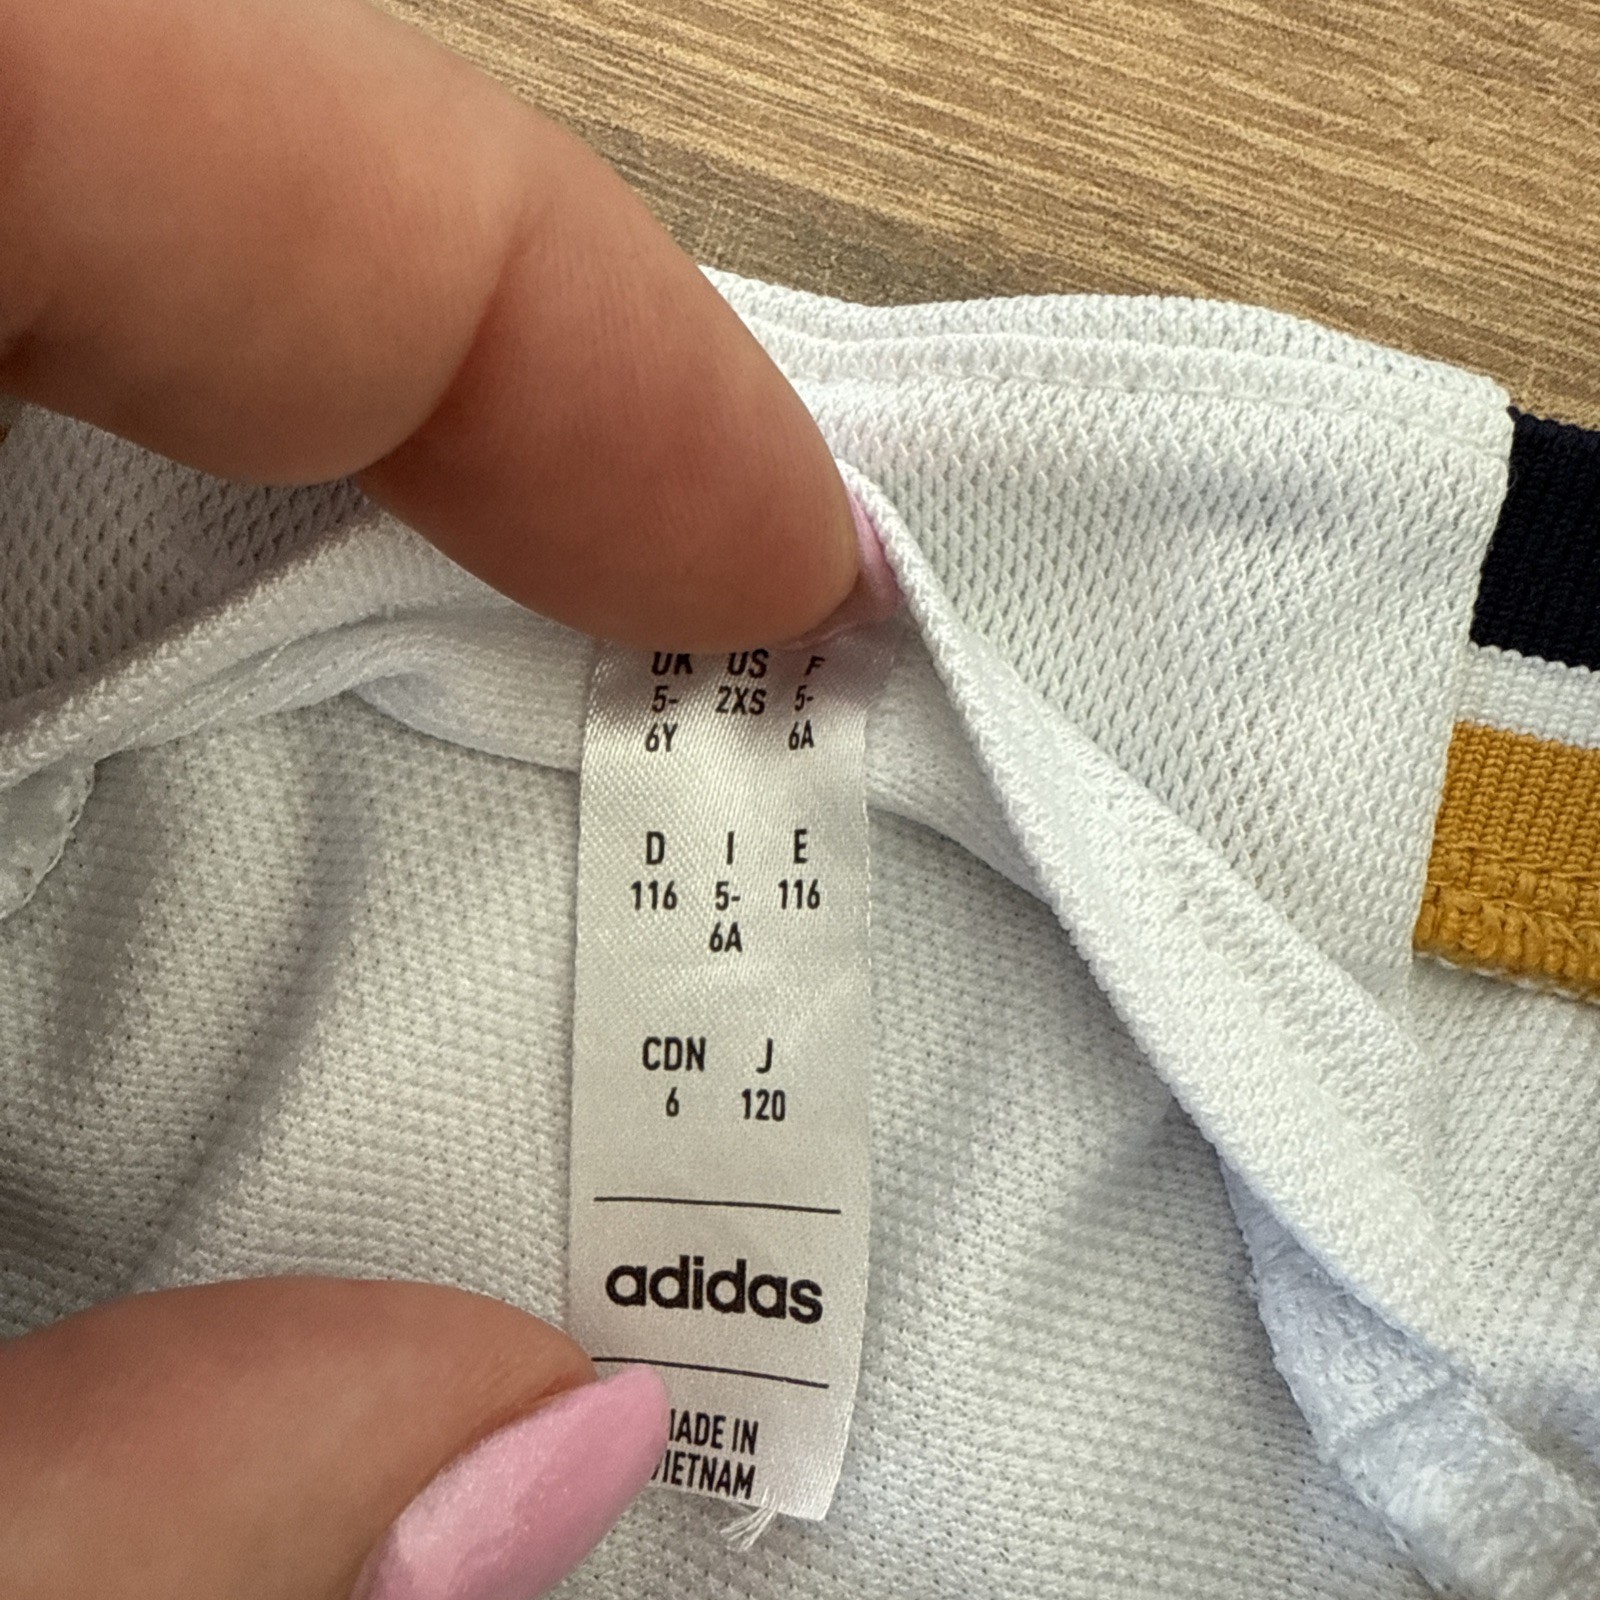 UK US F
5- 2XS 5-
6Y 6A
D I E
116 5- 116
6A
CDN J
6 120
adidas
MADE IN
VIETNAM